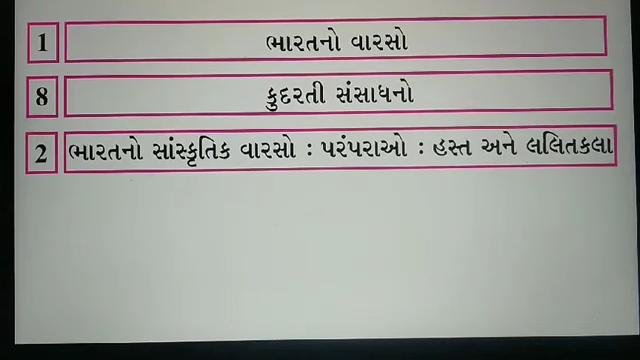 1 ભારતનો વારસો
8 કુદરતી સંસાધનો
2 ભારતનો સાંસ્કૃતિક વારસો : પરંપરાઓ : હસ્ત અને લલિતકલા